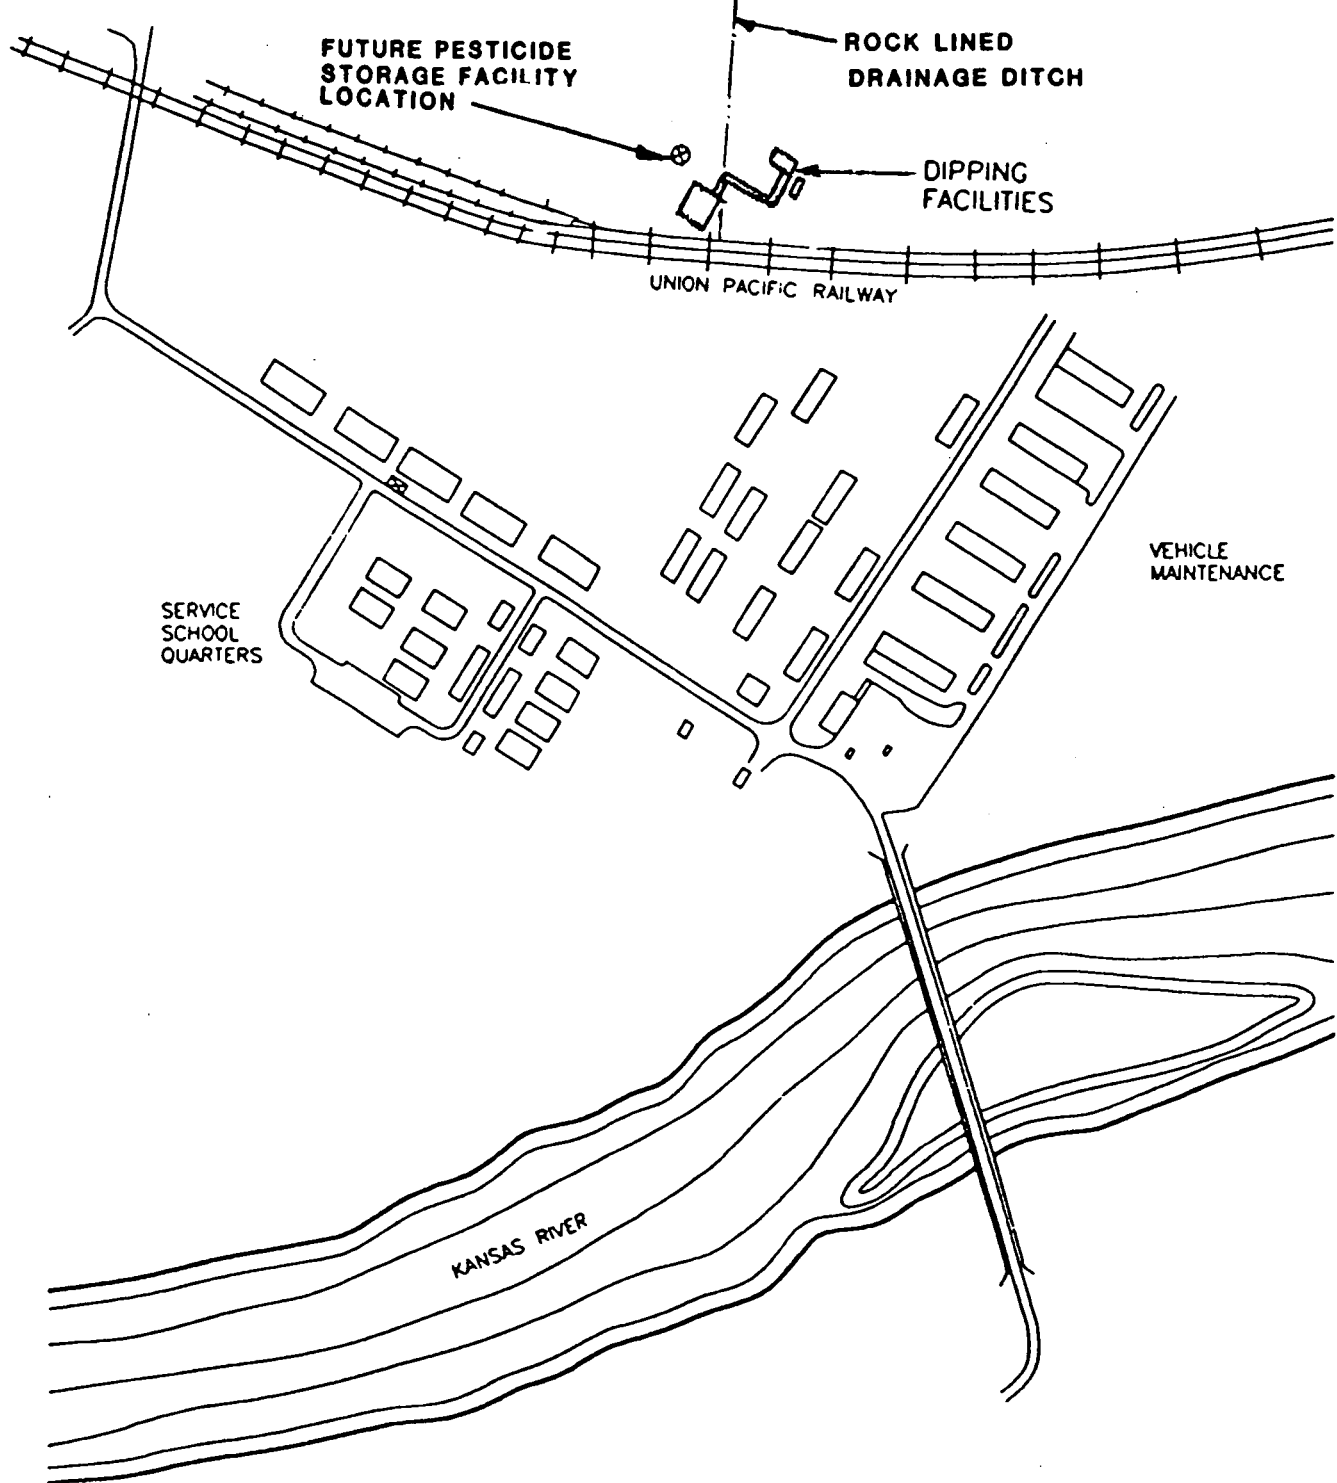 FUTURE PESTICIDE
STORAGE FACILITY
LOCATION
ROCK LINED
DRAINAGE DITCH
DIPPING
FACILITIES
UNION PACIFIC RAILWAY
VEHICLE
MAINTENANCE
SERVICE
SCHOOL
QUARTERS
KANSAS RIVER